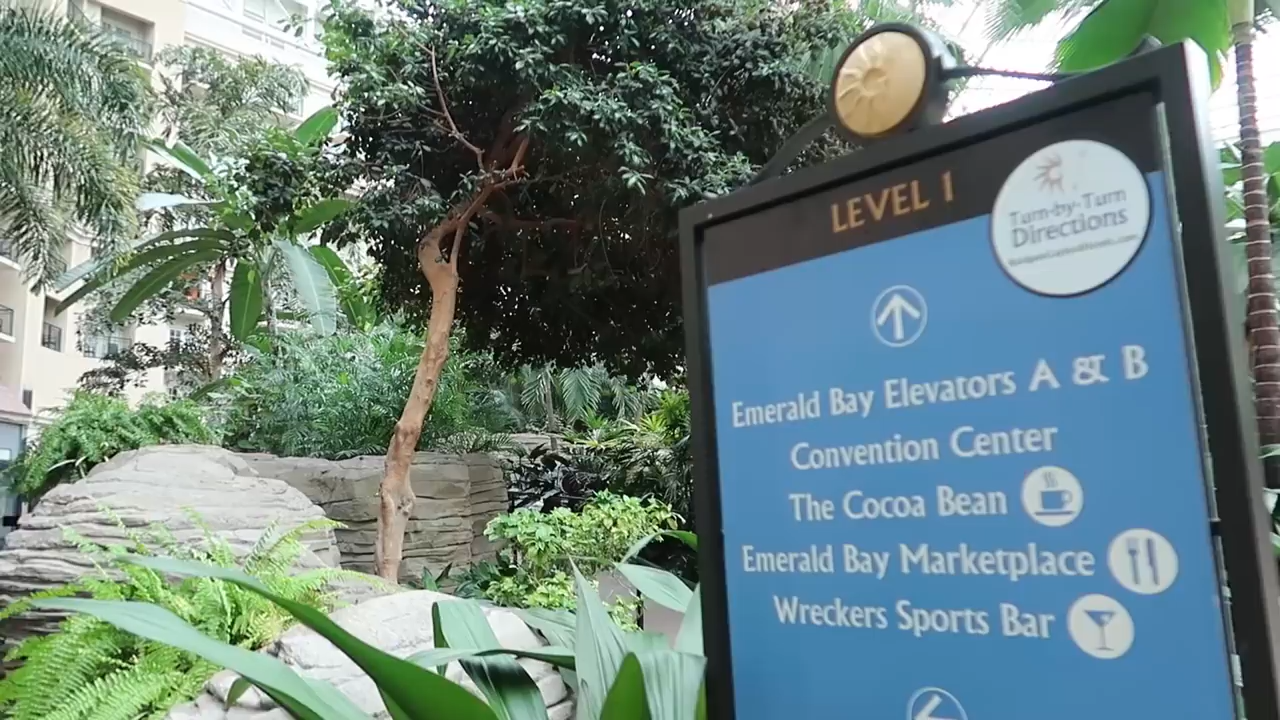 LEVEL 1
Turn-by-Turn
Directions
Emerald Bay Elevators A & B
Convention Center
The Cocoa Bean
Emerald Bay Marketplace
Wreckers Sports Bar